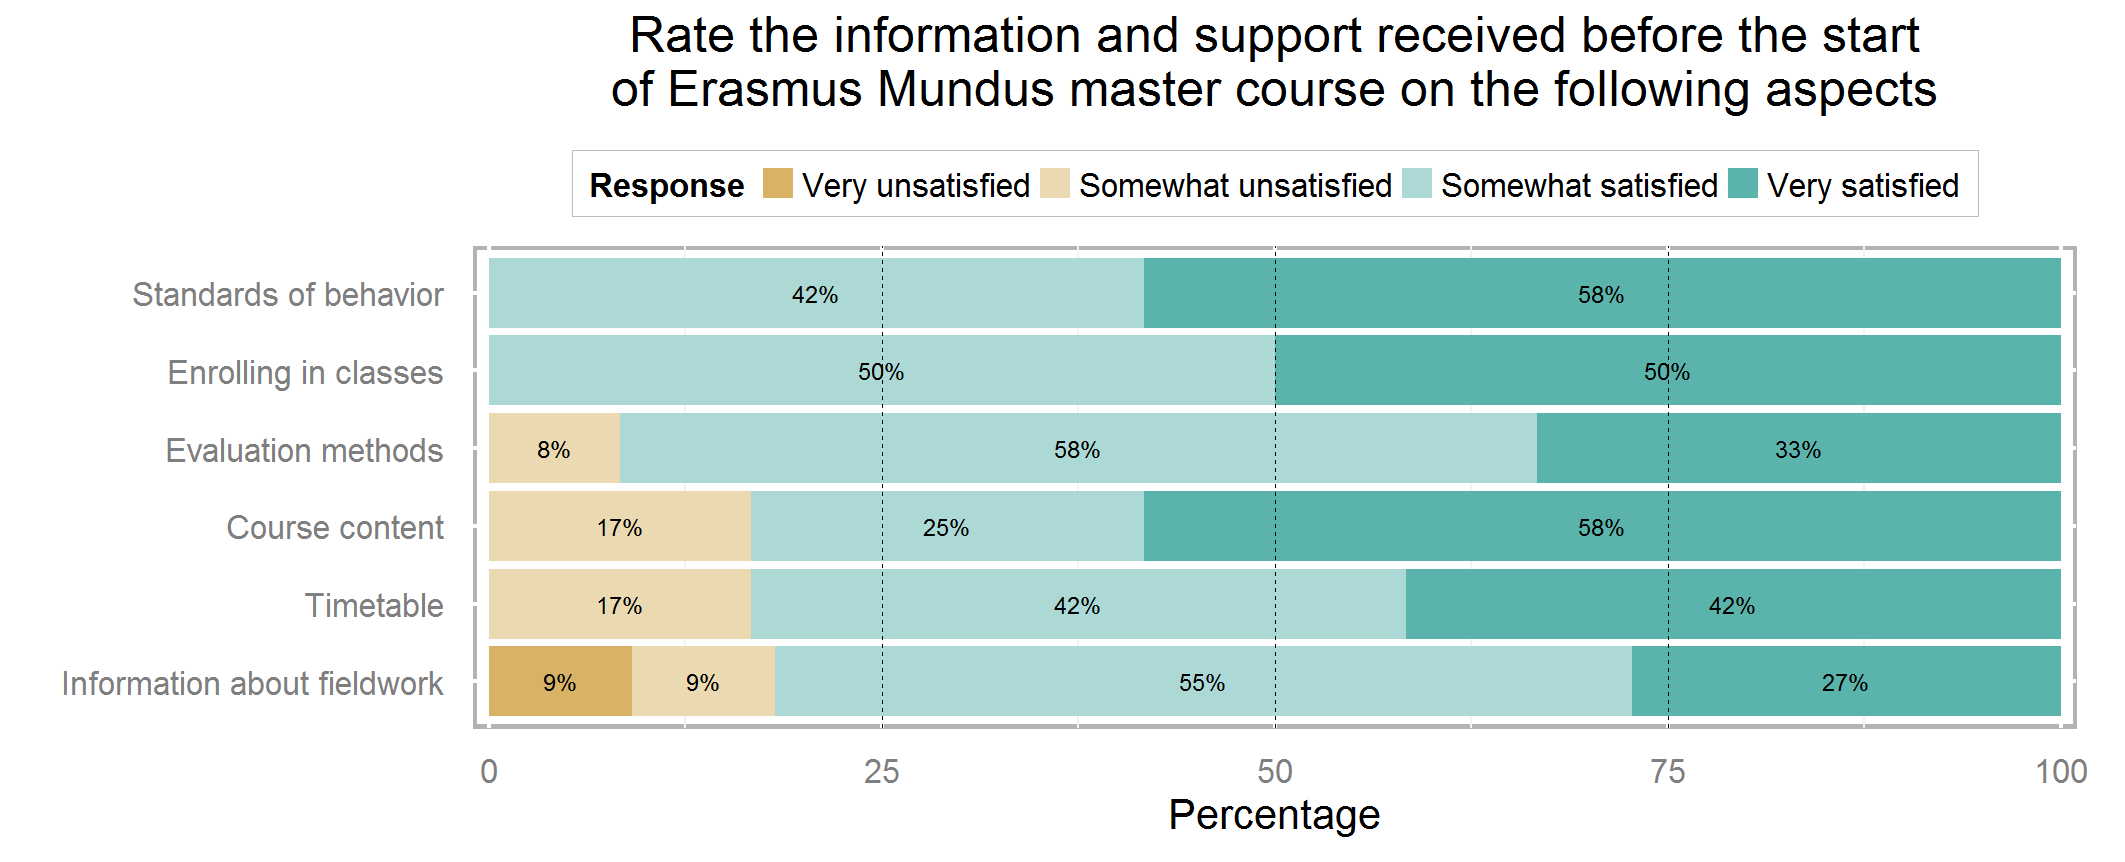 Rate the information and support received before the start
of Erasmus Mundus master course on the following aspects
Response Very unsatisfied Somewhat unsatisfied Somewhat satisfied Very satisfied
Standards of behavior 42% 58%
Enrolling in classes 50% 50%
Evaluation methods 8% 58% 33%
Course content 17% 25% 58%
Timetable 17% 42% 42%
Information about fieldwork 9% 9% 55% 27%
0 25 50 75 100
Percentage